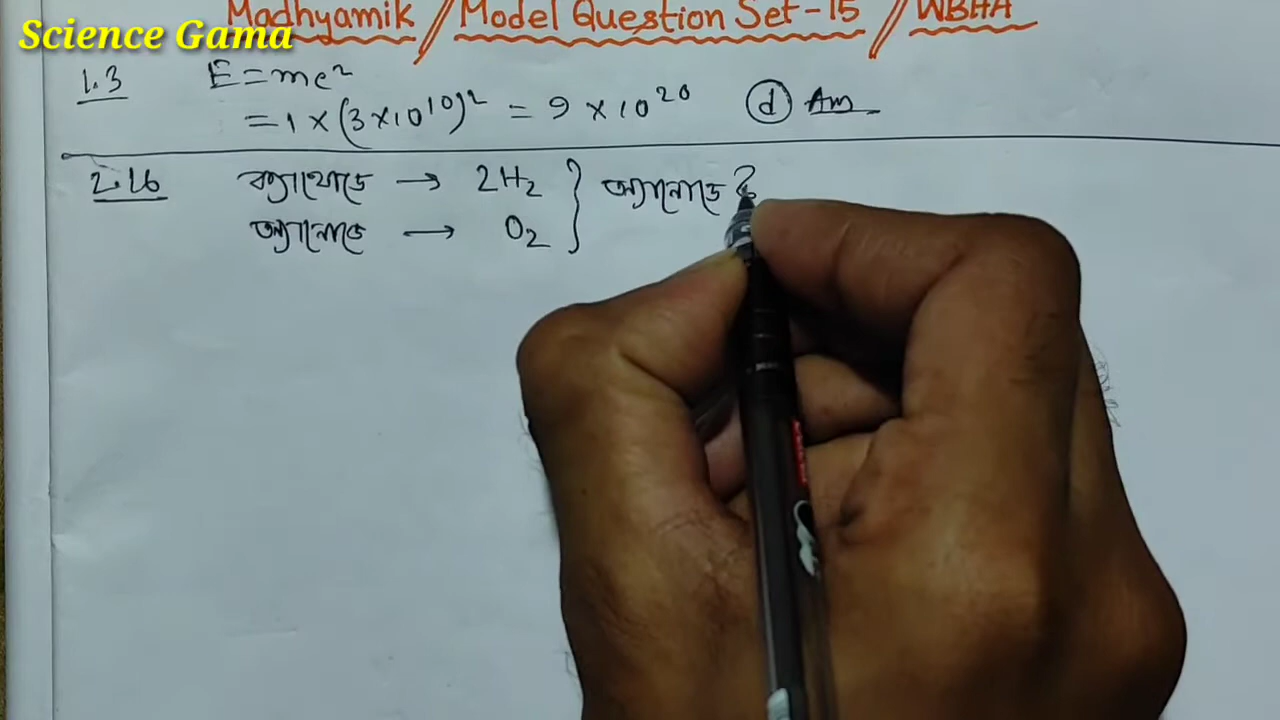 Madhyamik / Model Question Set-15 / WBHA
Science Gama
1.3 E = mc²
= 1 × (3×10¹⁰)² = 9 × 10²⁰ (d) Ans
2.16 ক্যাথোডে → 2H₂ } অ্যানোডে
অ্যানোডে → O₂